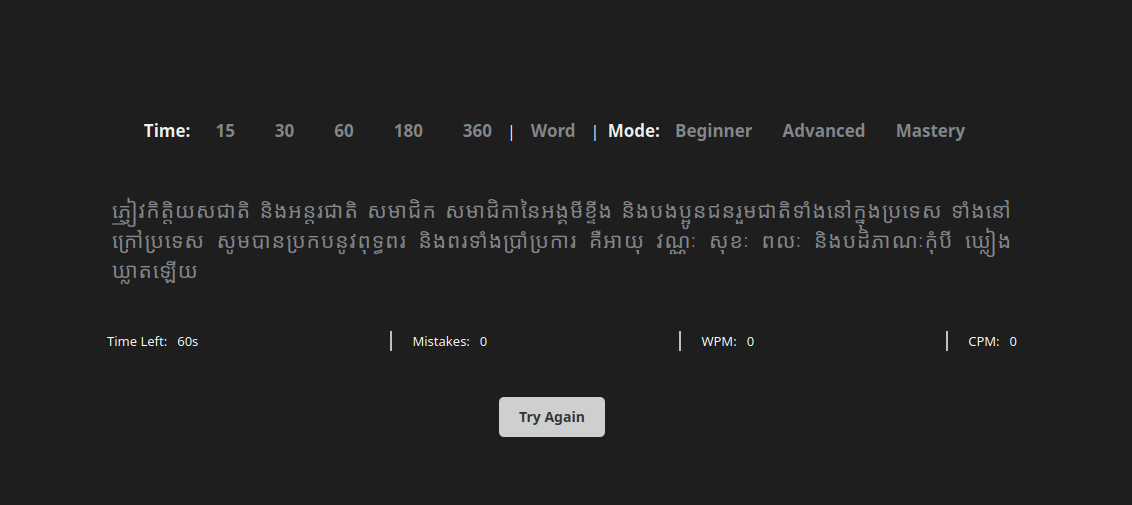 Time: 15 30 60 180 360 | Word | Mode: Beginner Advanced Mastery
ភ្ញៀវកិត្តិយសជាតិ និងអន្តរជាតិ សមាជិក សមាជិកានៃអង្គមីទ្ទីង និងបងប្អូនជនរួមជាតិទាំងនៅក្នុងប្រទេស ទាំងនៅ
ក្រៅប្រទេស សូមបានប្រកបនូវពុទ្ធពរ និងពរទាំងប្រាំប្រការ គឺអាយុ វណ្ណៈ សុខៈ ពលៈ និងបដិភាណៈកុំបី ឃ្លៀង
ឃ្លាតឡើយ
Time Left: 60s | Mistakes: 0 | WPM: 0 | CPM: 0
Try Again